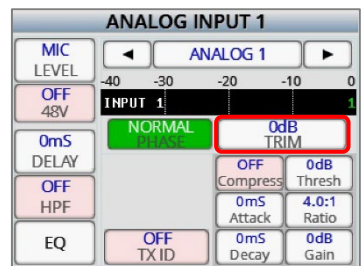 ANALOG INPUT 1
MIC
LEVEL
◄ ANALOG 1 ►
-40 -30 -20 -10 0
OFF
48V
INPUT 1 1
NORMAL
PHASE
0dB
TRIM
0mS
DELAY
OFF
Compress
0dB
Thresh
OFF
HPF
0mS
Attack
4.0:1
Ratio
EQ
OFF
TX ID
0mS
Decay
0dB
Gain